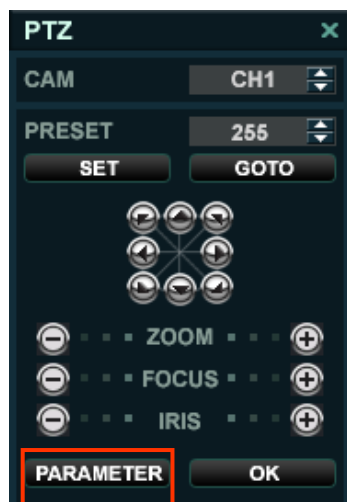 PTZ ×
CAM CH1
PRESET 255
SET GOTO
ZOOM
FOCUS
IRIS
PARAMETER OK